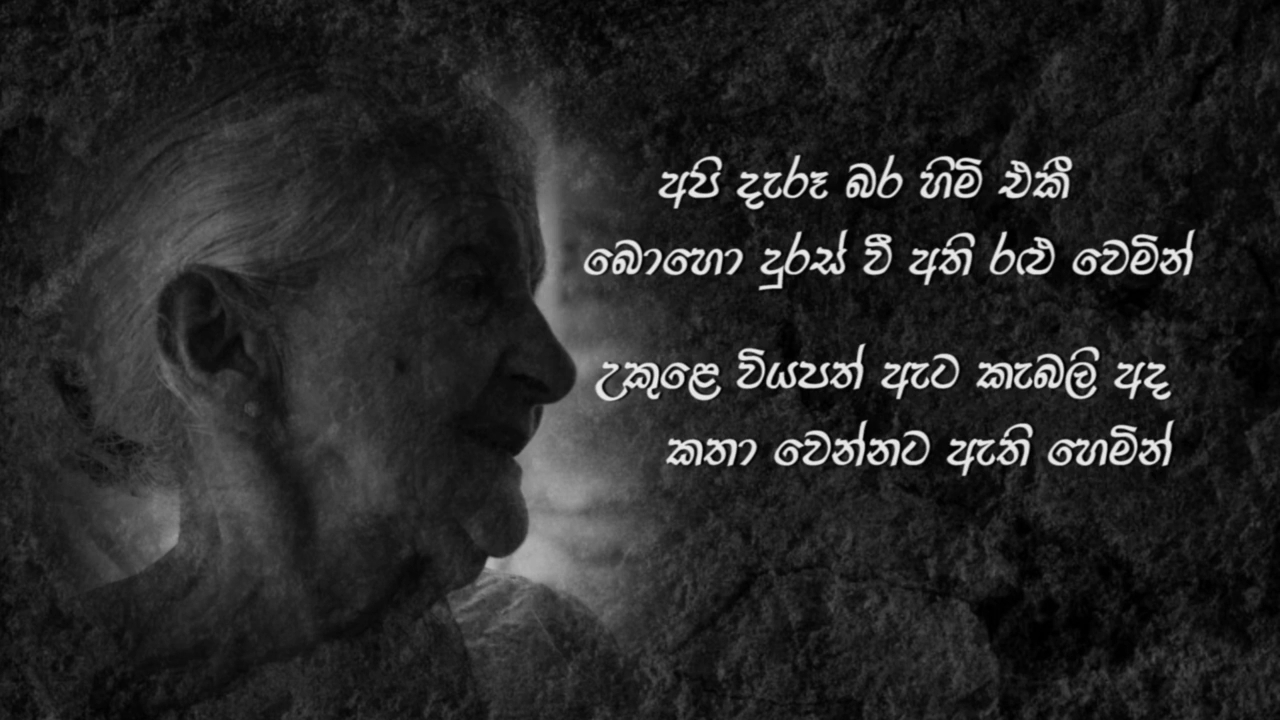 අපි දැරූ බර හිමි එකී
බොහො දුරස් වී අති රළු වෙමින්
උකුළෙ වියපත් ඇට කැබලි අද
කතා වෙන්නට ඇති හෙමින්